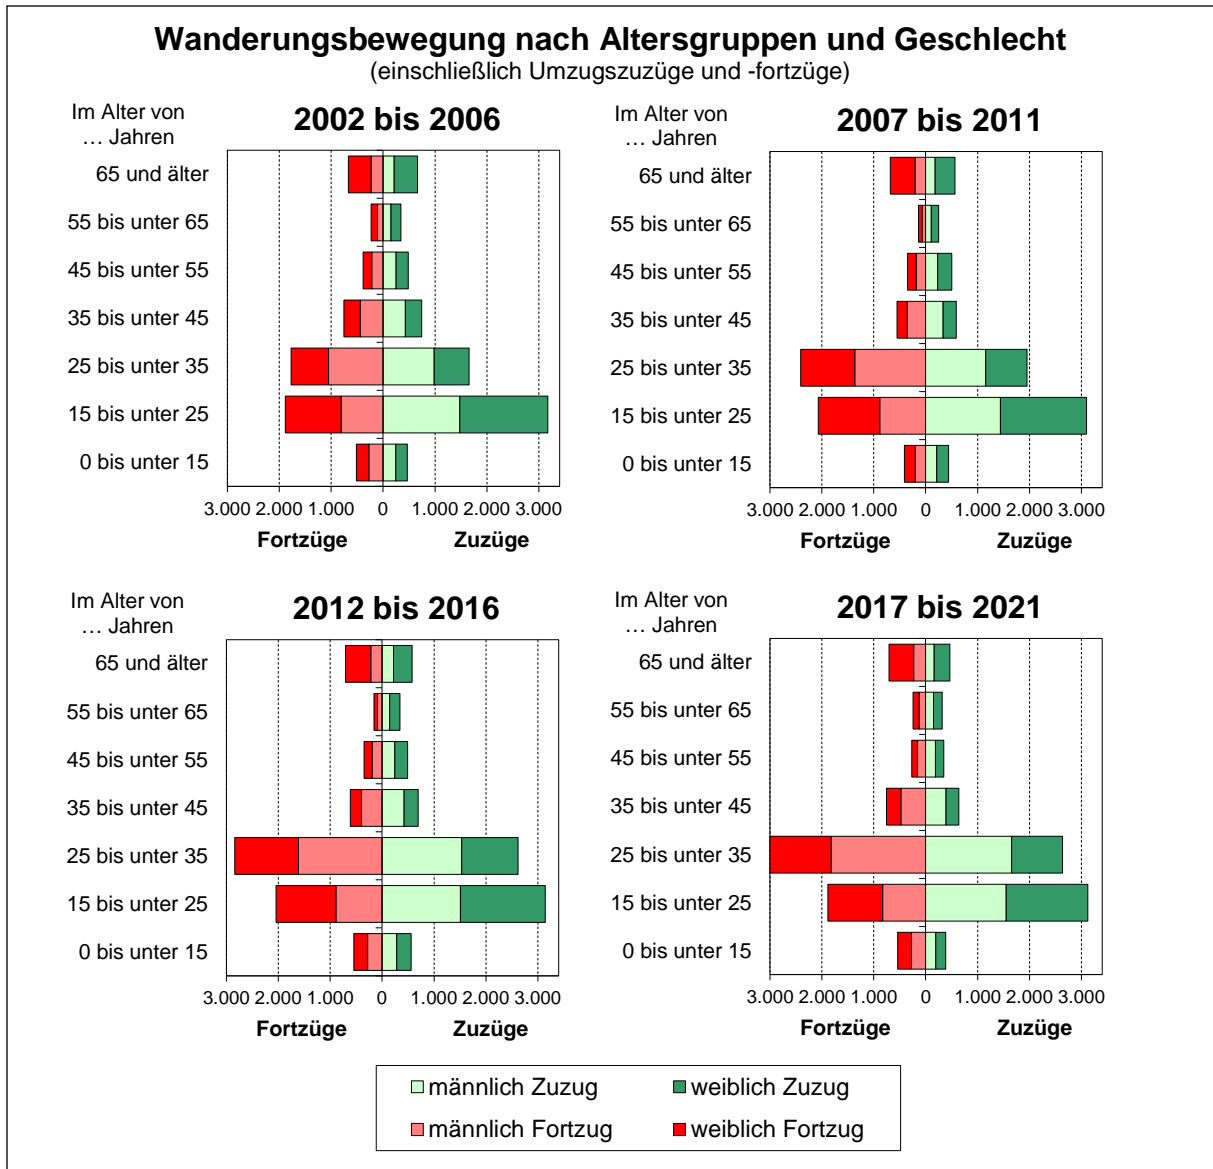 Wanderungsbewegung nach Altersgruppen und Geschlecht
(einschließlich Umzugszuzüge und -fortzüge)
Im Alter von
… Jahren
2002 bis 2006
65 und älter
55 bis unter 65
45 bis unter 55
35 bis unter 45
25 bis unter 35
15 bis unter 25
0 bis unter 15
3.000 2.000 1.000 0 1.000 2.000 3.000
Fortzüge Zuzüge
Im Alter von
… Jahren
2007 bis 2011
65 und älter
55 bis unter 65
45 bis unter 55
35 bis unter 45
25 bis unter 35
15 bis unter 25
0 bis unter 15
3.000 2.000 1.000 0 1.000 2.000 3.000
Fortzüge Zuzüge
Im Alter von
… Jahren
2012 bis 2016
65 und älter
55 bis unter 65
45 bis unter 55
35 bis unter 45
25 bis unter 35
15 bis unter 25
0 bis unter 15
3.000 2.000 1.000 0 1.000 2.000 3.000
Fortzüge Zuzüge
Im Alter von
… Jahren
2017 bis 2021
65 und älter
55 bis unter 65
45 bis unter 55
35 bis unter 45
25 bis unter 35
15 bis unter 25
0 bis unter 15
3.000 2.000 1.000 0 1.000 2.000 3.000
Fortzüge Zuzüge
männlich Zuzug weiblich Zuzug
männlich Fortzug weiblich Fortzug